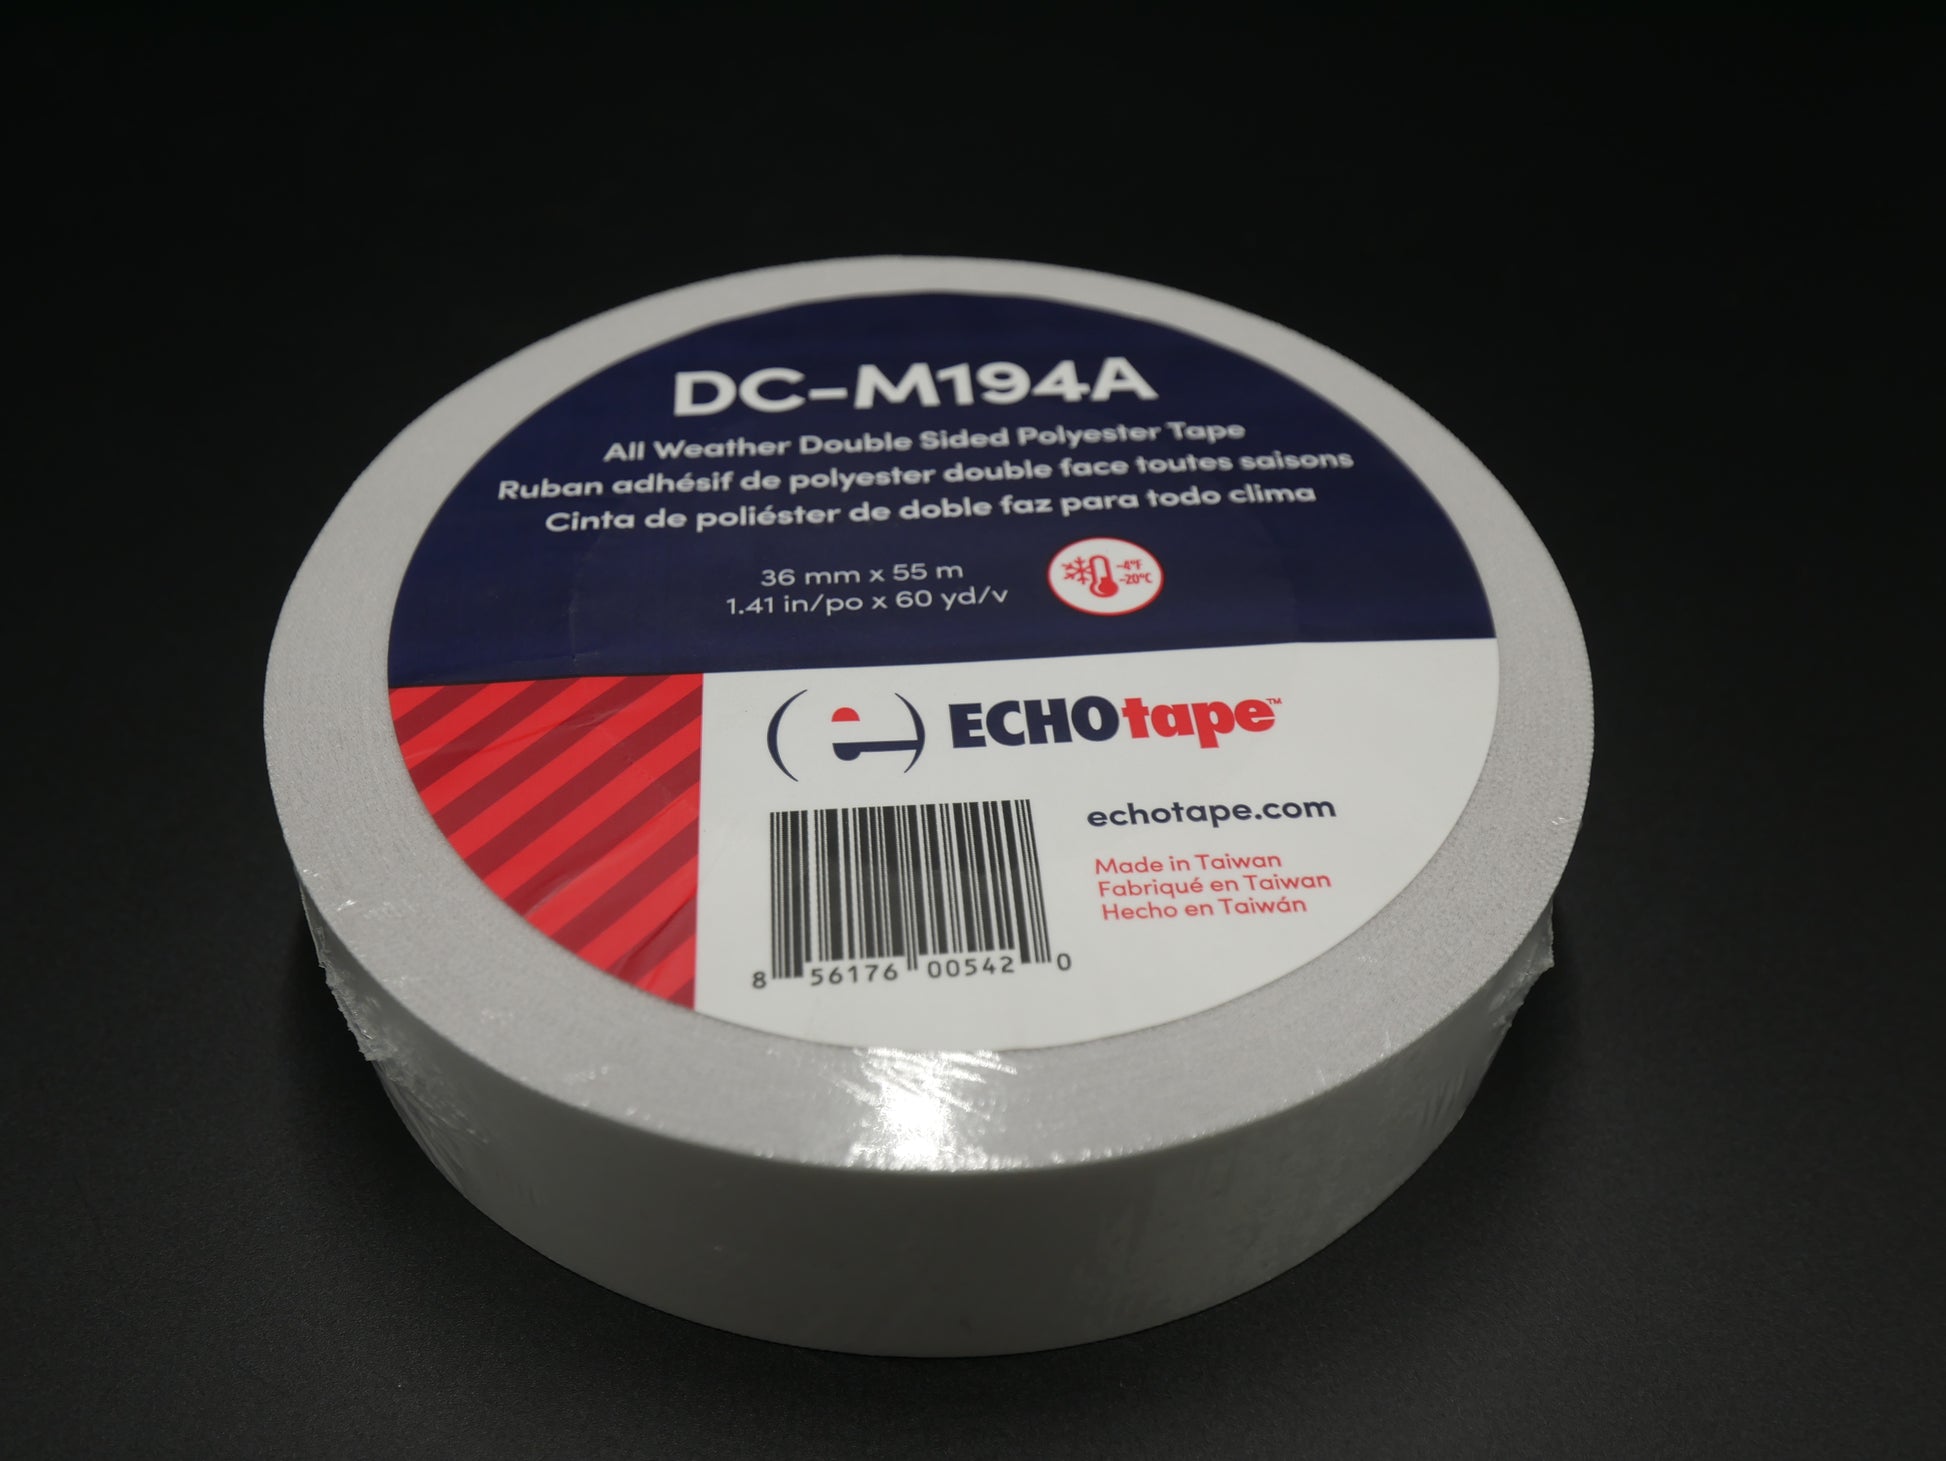 DC-M194A
All Weather Double Sided Polyester Tape
Ruban adhésif de polyester double face toutes saisons
Cinta de poliéster de doble faz para todo clima
36 mm x 55 m
1.41 in/po x 60 yd/v
-4°F
-20°C
e ECHOtape™
echotape.com
Made in Taiwan
Fabriqué en Taiwan
Hecho en Taiwán
8 56176 00542 0